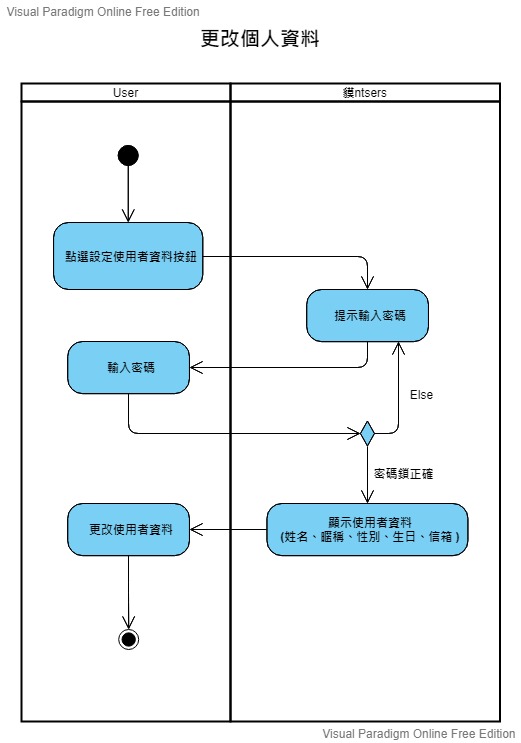 Visual Paradigm Online Free Edition
更改個人資料
User
貘ntsers
點選設定使用者資料按鈕
提示輸入密碼
輸入密碼
Else
密碼鎖正確
顯示使用者資料
(姓名、暱稱、性別、生日、信箱 )
更改使用者資料
Visual Paradigm Online Free Edition